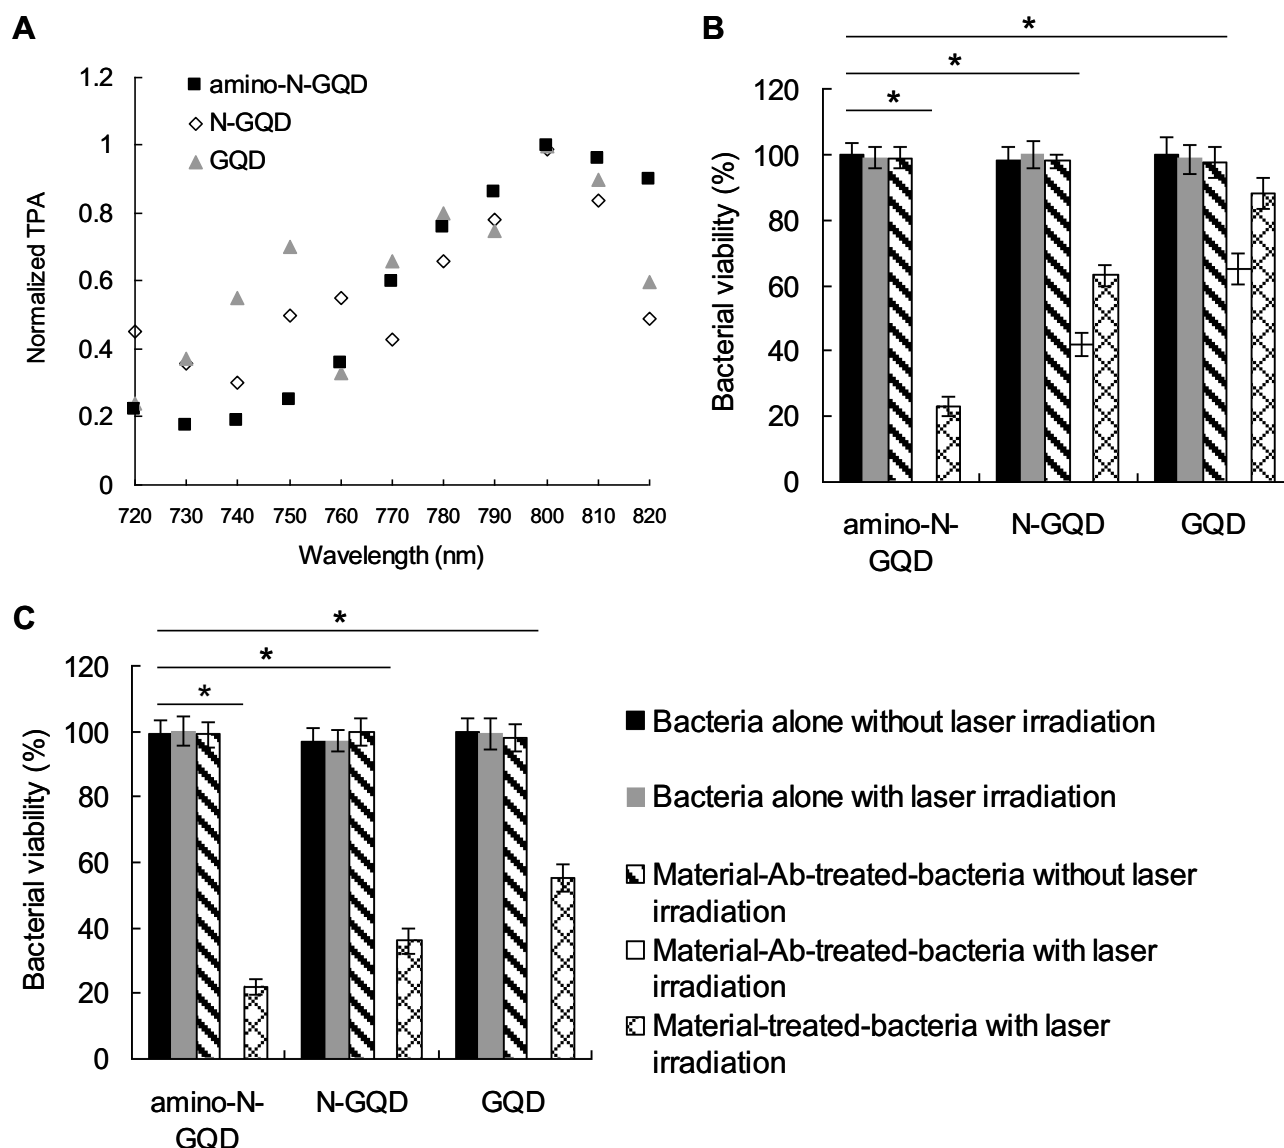 A
1.2
1
0.8
0.6
0.4
0.2
0
Normalized TPA
amino-N-GQD
N-GQD
GQD
720 730 740 750 760 770 780 790 800 810 820
Wavelength (nm)
B
*
*
*
120
100
80
60
40
20
0
Bacterial viability (%)
amino-N-
GQD
N-GQD
GQD
C
*
*
*
120
100
80
60
40
20
0
Bacterial viability (%)
amino-N-
GQD
N-GQD
GQD
Bacteria alone without laser irradiation
Bacteria alone with laser irradiation
Material-Ab-treated-bacteria without laser
irradiation
Material-Ab-treated-bacteria with laser
irradiation
Material-treated-bacteria with laser
irradiation